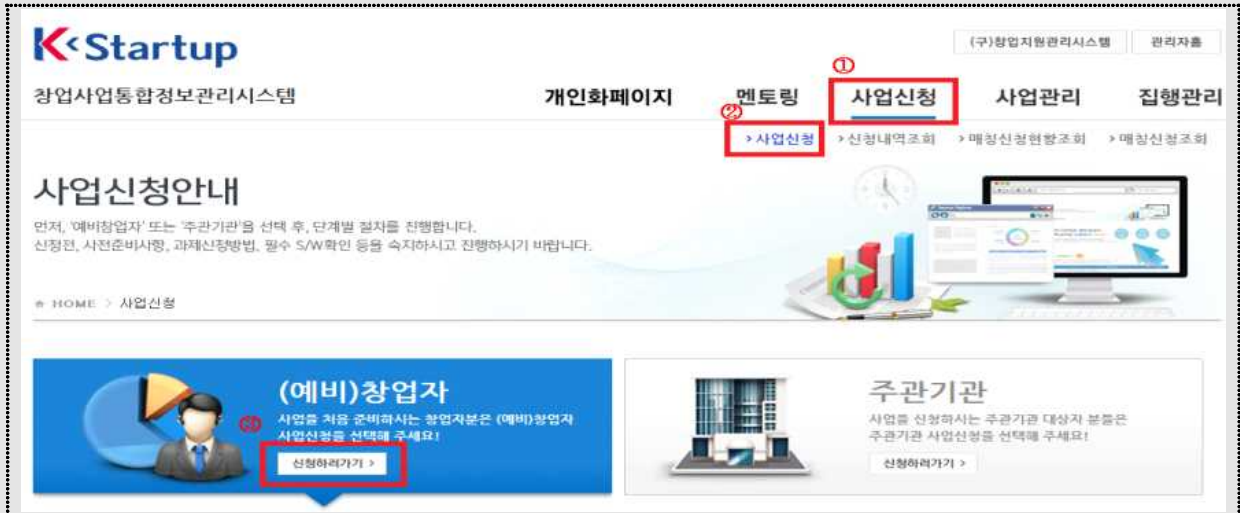 K Startup
(구)창업지원관리시스템 관리자홈
①
창업사업통합정보관리시스템 개인화페이지 멘토링 사업신청 사업관리 집행관리
②
>사업신청 >신청내역조회 >매칭신청현황조회 >매칭신청조회
사업신청안내
먼저, '예비창업자' 또는 '주관기관'을 선택 후, 단계별 절차를 진행합니다.
신청전, 사전준비사항, 과제신청방법, 필수 S/W확인 등을 숙지하시고 진행하시기 바랍니다.
HOME > 사업신청
(예비)창업자
사업을 처음 준비하시는 창업자분은 (예비)창업자
사업신청을 선택해 주세요!
③
신청하러가기 >
주관기관
사업을 신청하시는 주관기관 대상자 분들은
주관기관 사업신청을 선택해 주세요!
신청하러가기 >